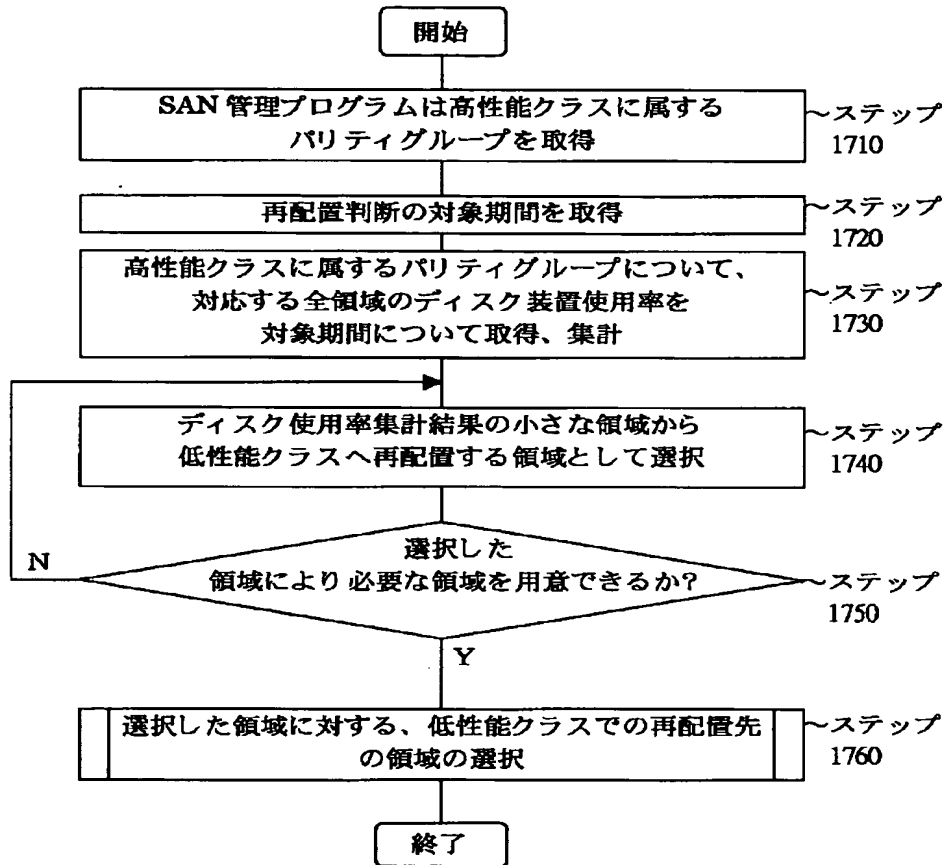 開始
SAN 管理プログラムは高性能クラスに属する
パリティグループを取得
～ステップ
1710
再配置判断の対象期間を取得
～ステップ
1720
高性能クラスに属するパリティグループについて、
対応する全領域のディスク装置使用率を
対象期間について取得、集計
～ステップ
1730
ディスク使用率集計結果の小さな領域から
低性能クラスへ再配置する領域として選択
～ステップ
1740
選択した
領域により必要な領域を用意できるか?
～ステップ
1750
N
Y
選択した領域に対する、低性能クラスでの再配置先
の領域の選択
～ステップ
1760
終了